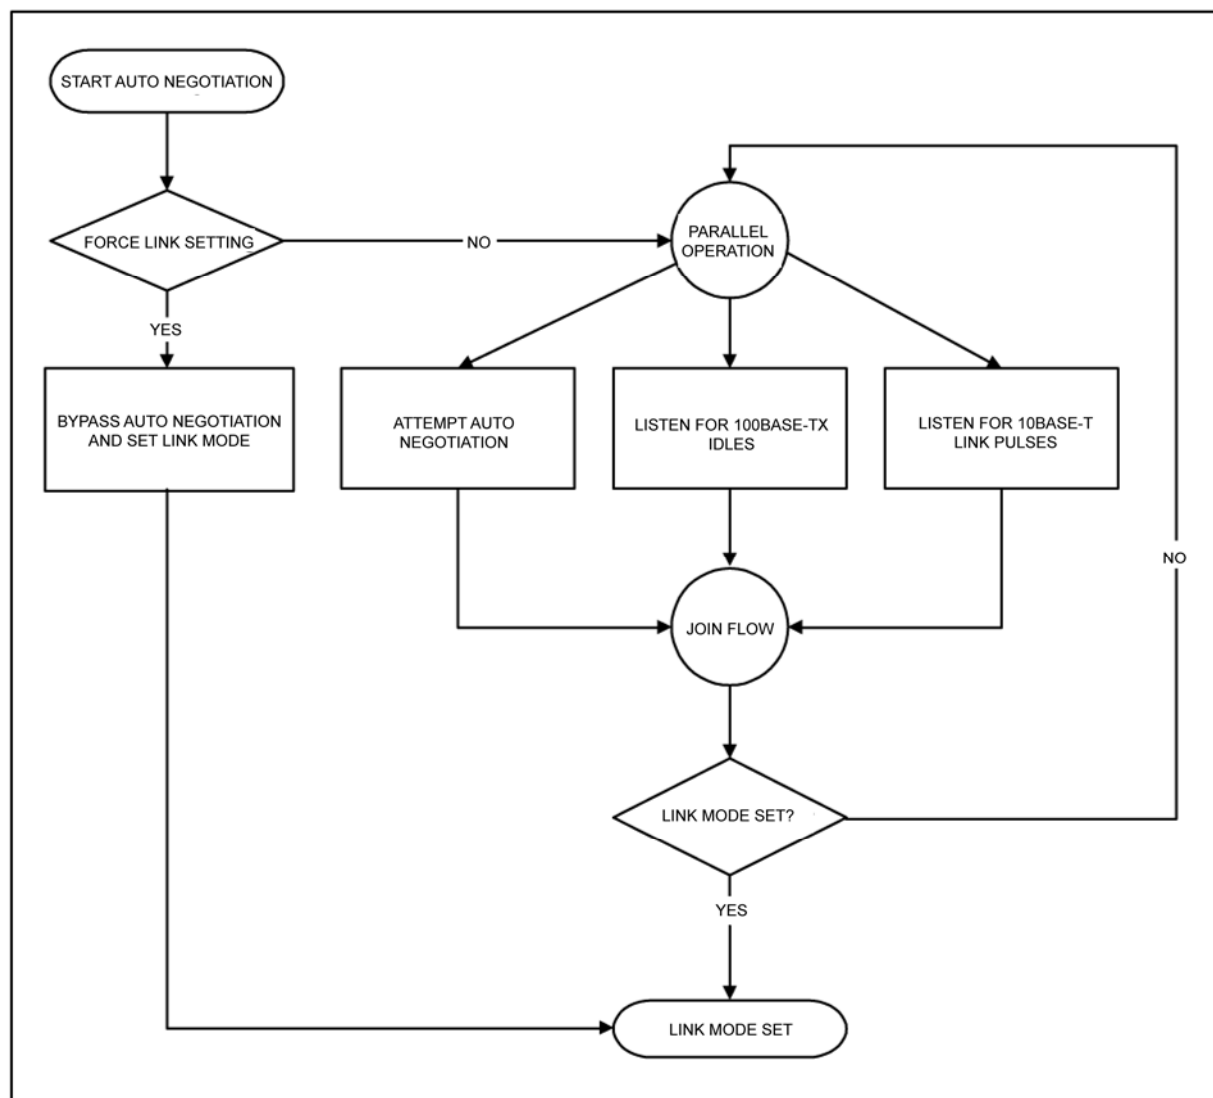 START AUTO NEGOTIATION
FORCE LINK SETTING
NO
PARALLEL
OPERATION
YES
BYPASS AUTO NEGOTIATION
AND SET LINK MODE
ATTEMPT AUTO
NEGOTIATION
LISTEN FOR 100BASE-TX
IDLES
LISTEN FOR 10BASE-T
LINK PULSES
NO
JOIN FLOW
LINK MODE SET?
YES
LINK MODE SET